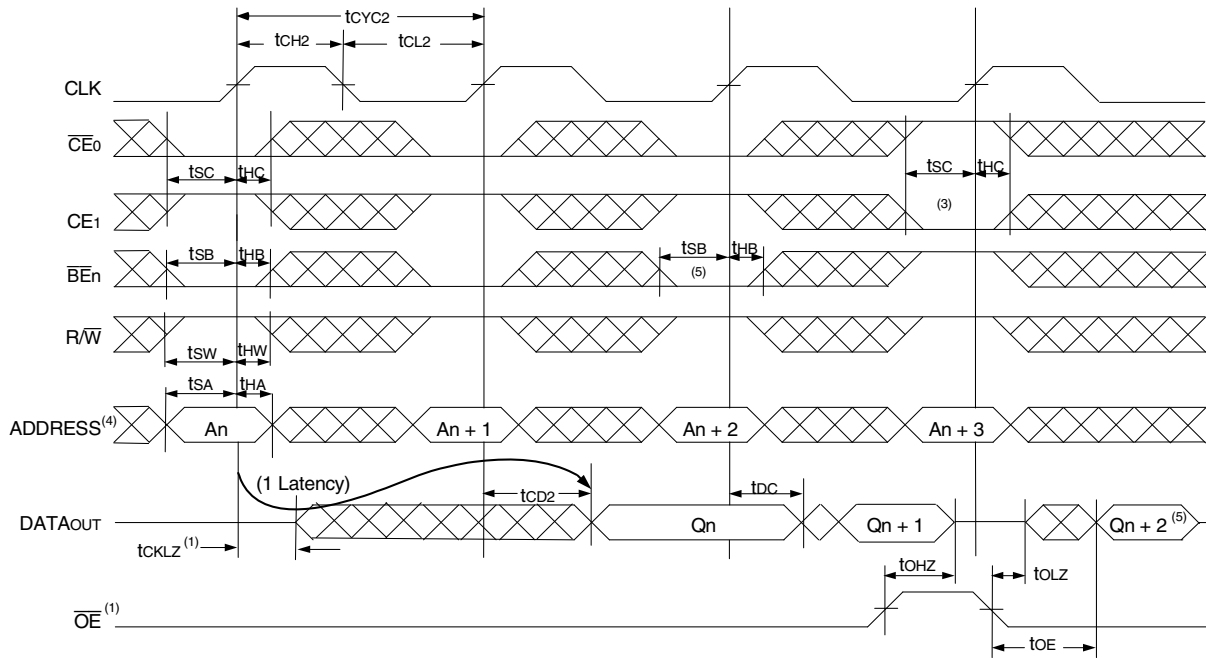 tCYC2
tCH2 tCL2
CLK
CE0
tSC tHC tSC tHC
CE1 (3)
tSB tHB tSB tHB
BEn (5)
R/W
tSW tHW
tSA tHA
ADDRESS(4) An An + 1 An + 2 An + 3
(1 Latency) tCD2 tDC
DATAOUT Qn Qn + 1 Qn + 2(5)
tCKLZ(1)
tOHZ tOLZ
OE(1)
tOE